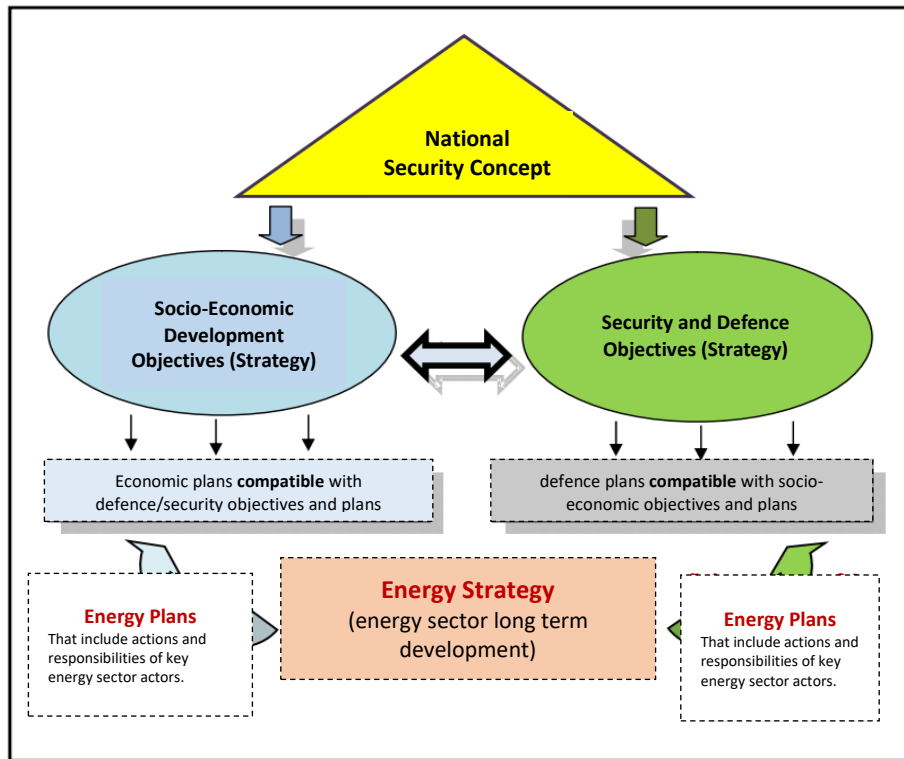 National
Security Concept
Socio-Economic
Development
Objectives (Strategy)
Security and Defence
Objectives (Strategy)
Economic plans compatible with
defence/security objectives and plans
defence plans compatible with socio-
economic objectives and plans
Energy Strategy
(energy sector long term
development)
Energy Plans
That include actions and
responsibilities of key
energy sector actors.
Energy Plans
That include actions and
responsibilities of key
energy sector actors.